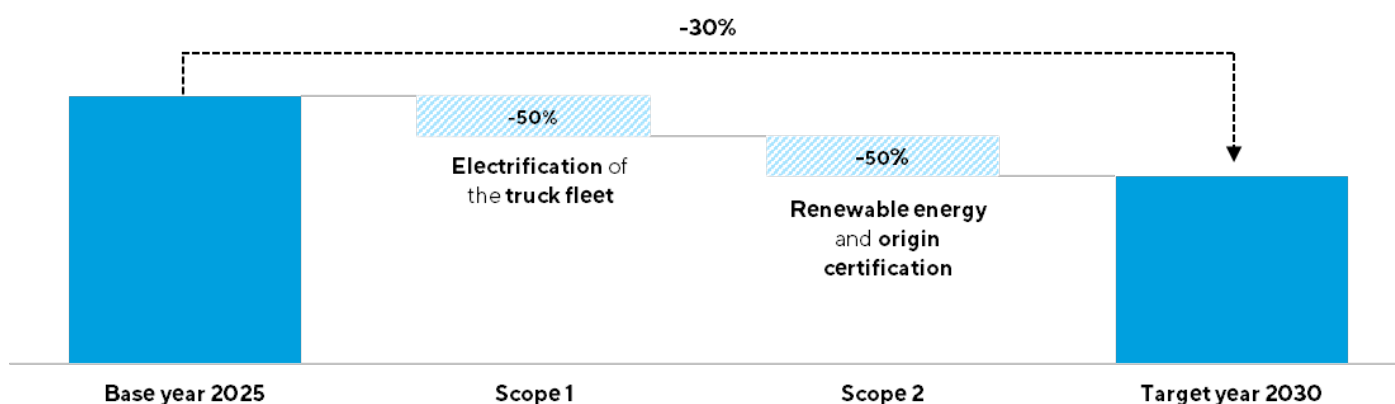 -30%
-50%
Electrification of
the truck fleet
-50%
Renewable energy
and origin
certification
Base year 2025
Scope 1
Scope 2
Target year 2030